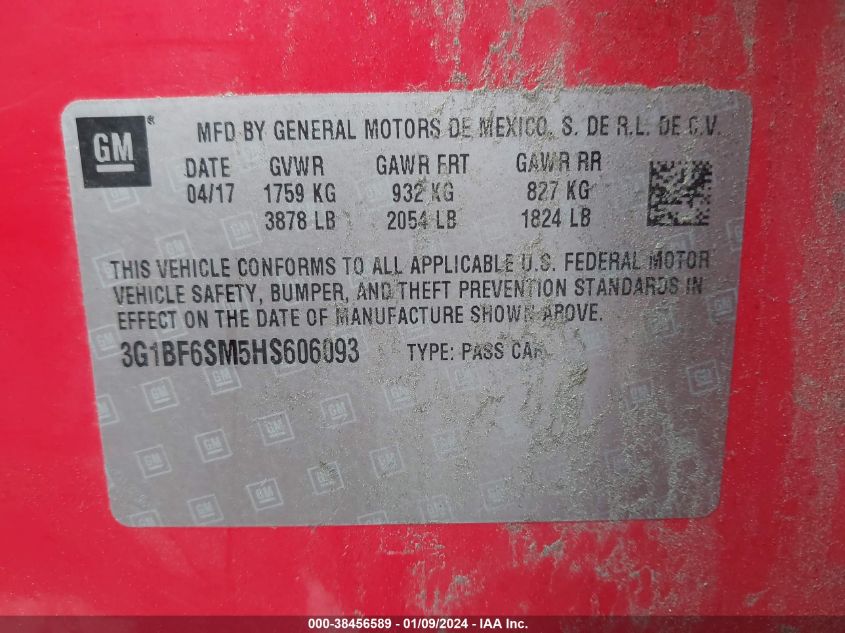 GM®
MFD BY GENERAL MOTORS DE MEXICO, S. DE R.L. DE C.V.
DATE GVWR GAWR FRT GAWR RR
04/17 1759 KG 932 KG 827 KG
3878 LB 2054 LB 1824 LB
THIS VEHICLE CONFORMS TO ALL APPLICABLE U.S. FEDERAL MOTOR
VEHICLE SAFETY, BUMPER, AND THEFT PREVENTION STANDARDS IN
EFFECT ON THE DATE OF MANUFACTURE SHOWN ABOVE.
3G1BF6SM5HS606093 TYPE: PASS CAR
000-38456589 - 01/09/2024 - IAA Inc.